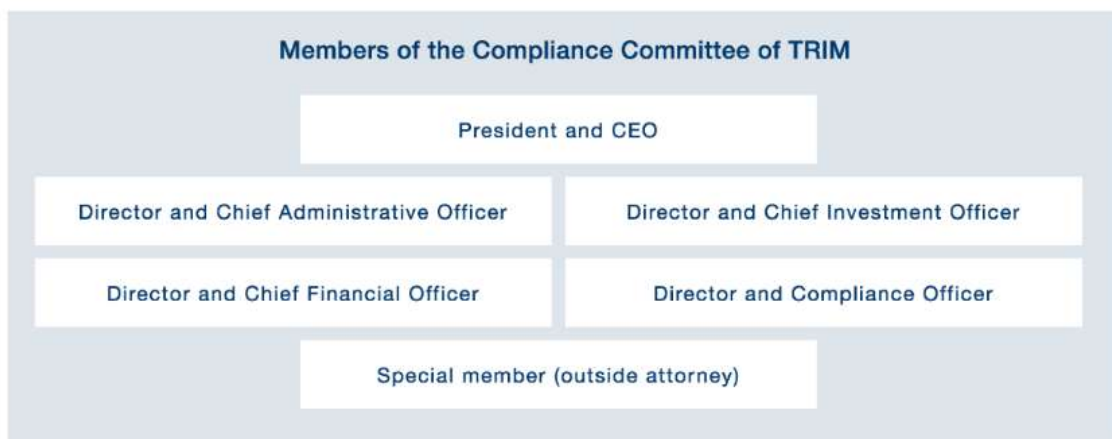 Members of the Compliance Committee of TRIM
President and CEO
Director and Chief Administrative Officer
Director and Chief Investment Officer
Director and Chief Financial Officer
Director and Compliance Officer
Special member (outside attorney)